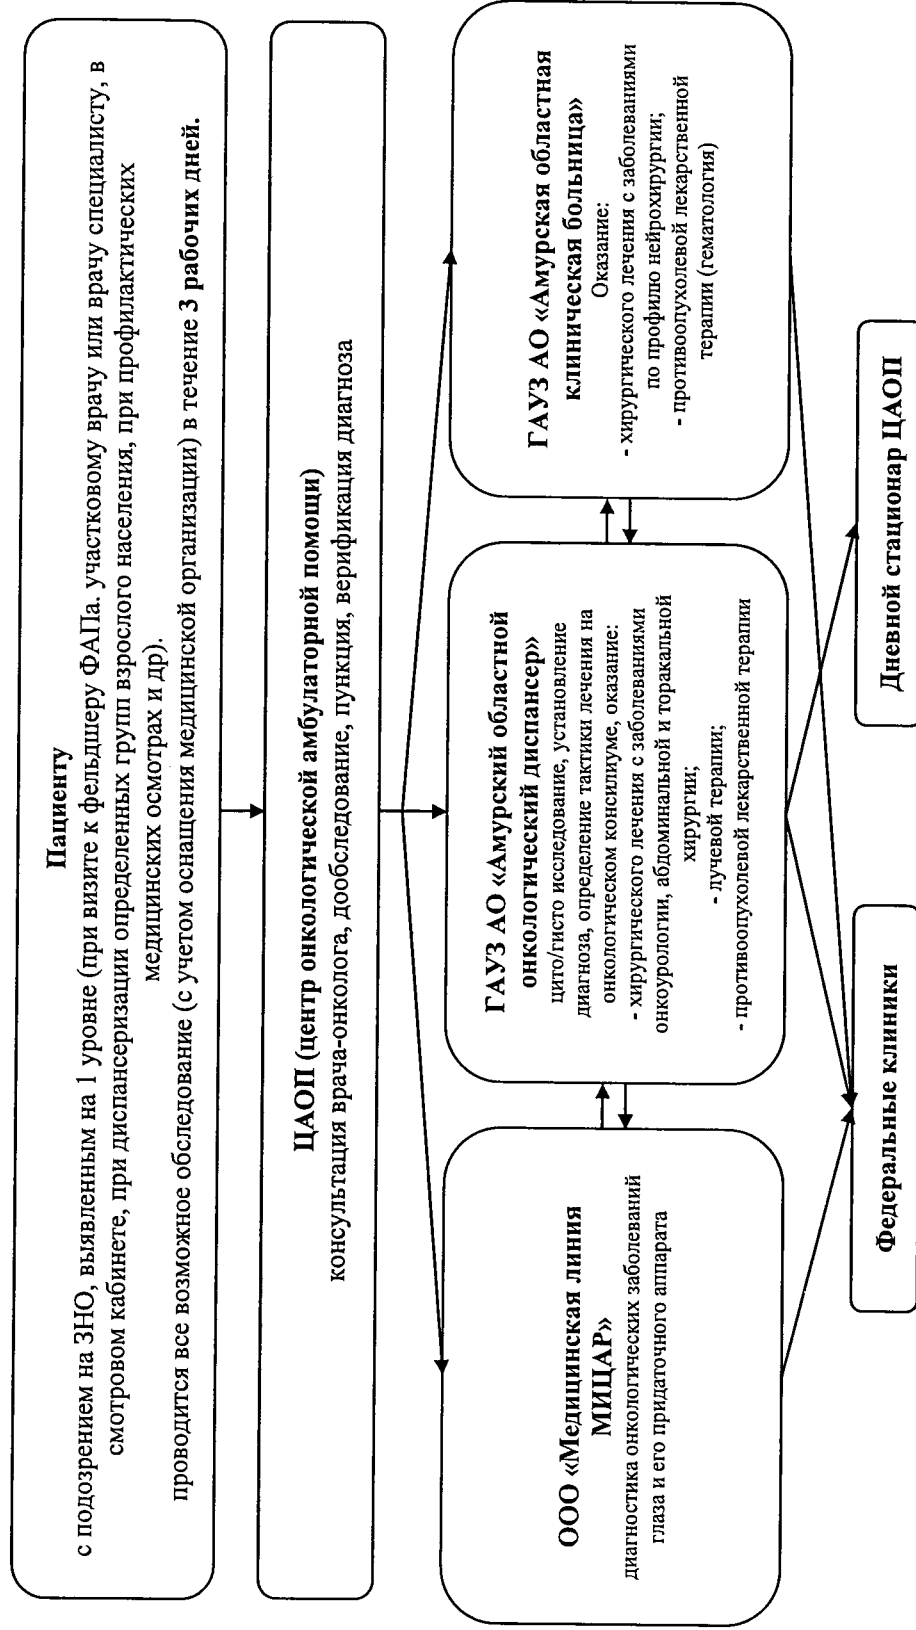 Пациенту
с подозрением на ЗНО, выявленным на 1 уровне (при визите к фельдшеру ФАПа. участковому врачу или врачу специалисту, в
смотровом кабинете, при диспансеризации определенных групп взрослого населения, при профилактических
медицинских осмотрах и др).
проводится все возможное обследование (с учетом оснащения медицинской организации) в течение 3 рабочих дней.
ЦАОП (центр онкологической амбулаторной помощи)
консультация врача-онколога, дообследование, пункция, верификация диагноза
ООО «Медицинская линия
МИЦАР»
диагностика онкологических заболеваний
глаза и его придаточного аппарата
ГАУЗ АО «Амурский областной
онкологический диспансер»
цито/гисто исследование, установление
диагноза, определение тактики лечения на
онкологическом консилиуме, оказание:
- хирургического лечения с заболеваниями
онкоурологии, абдоминальной и торакальной
хирургии;
- лучевой терапии;
- противоопухолевой лекарственной терапии
ГАУЗ АО «Амурская областная
клиническая больница»
Оказание:
- хирургического лечения с заболеваниями
по профилю нейрохирургии;
- противоопухолевой лекарственной
терапии (гематология)
Федеральные клиники
Дневной стационар ЦАОП